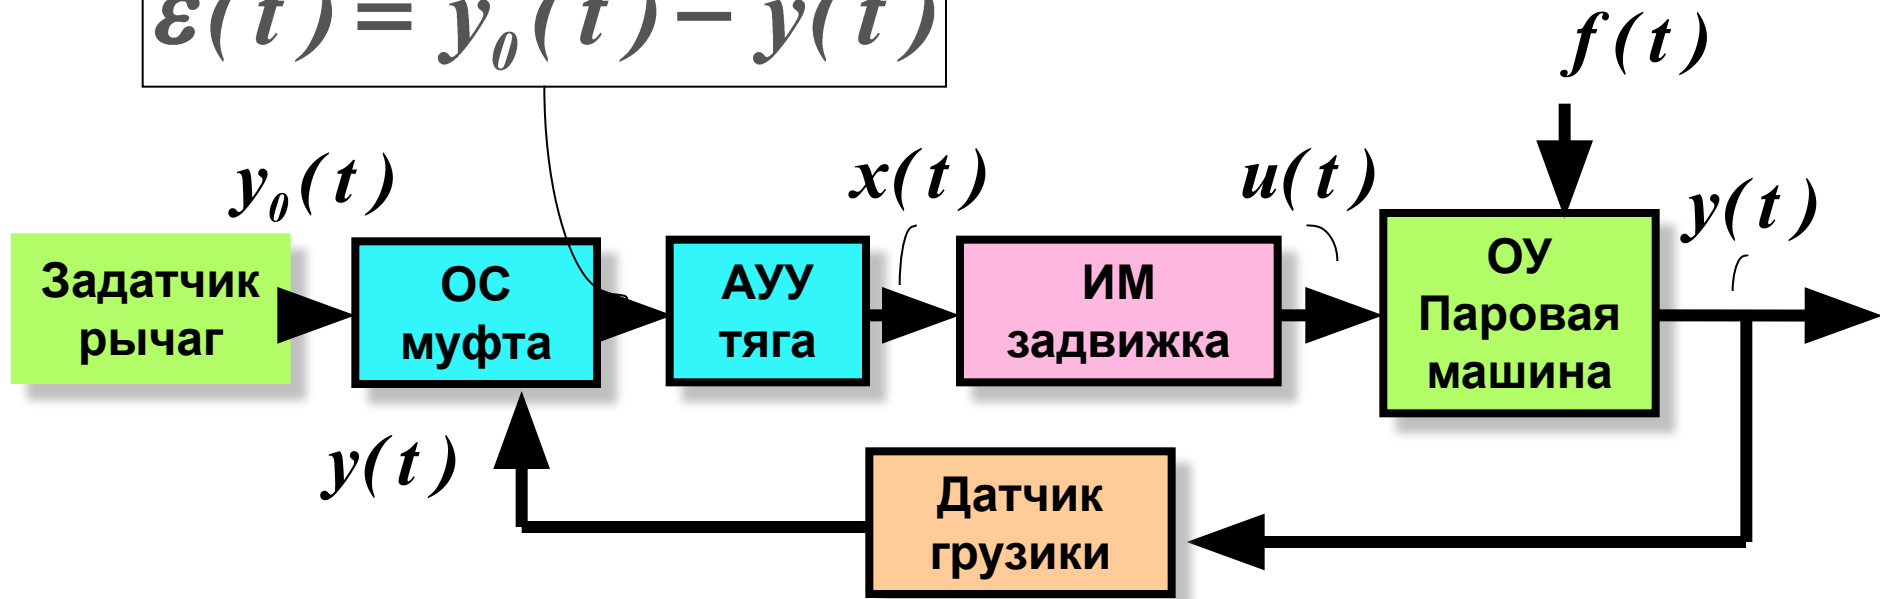 ε(t) = y₀(t) − y(t)
f(t)
y₀(t)
x(t)
u(t)
y(t)
Задатчик
рычаг
ОС
муфта
АУУ
тяга
ИМ
задвижка
ОУ
Паровая
машина
y(t)
Датчик
грузики